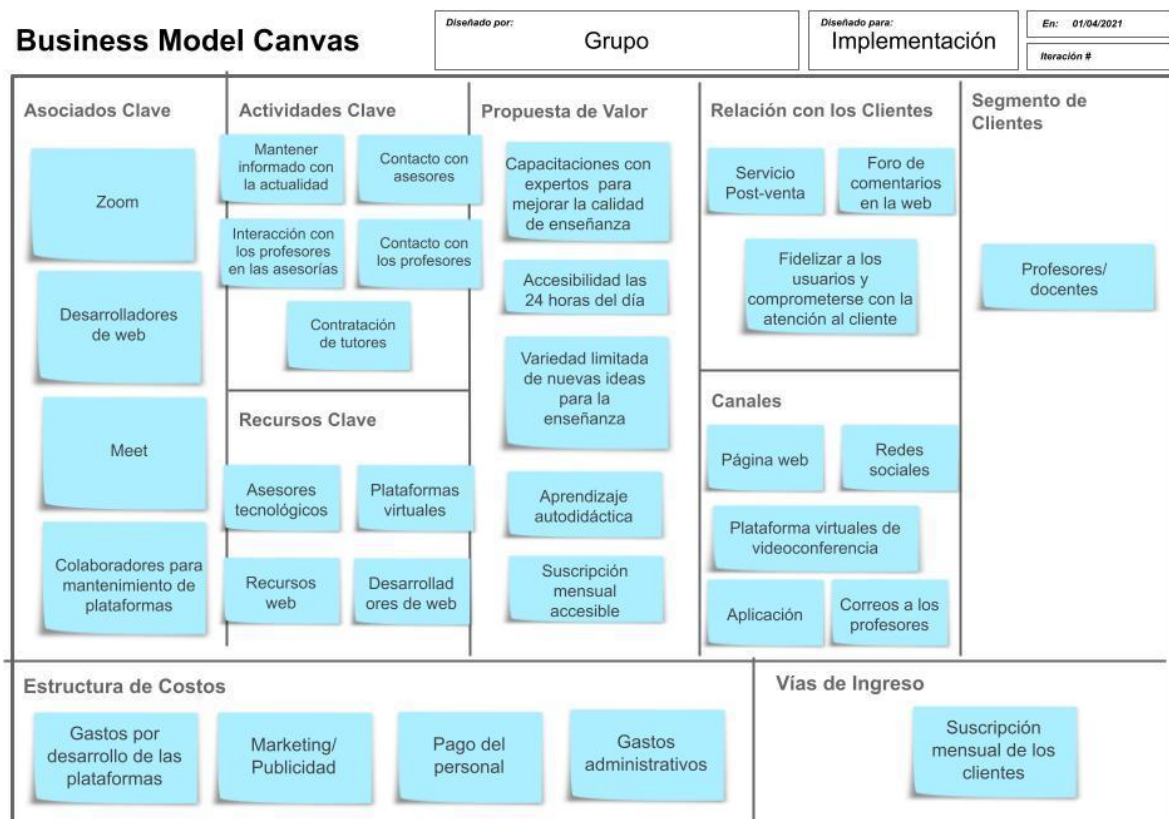 Business Model Canvas
Diseñado por:
Grupo
Diseñado para:
Implementación
En: 01/04/2021
Iteración #
Asociados Clave
Zoom
Desarrolladores
de web
Meet
Colaboradores para
mantenimiento de
plataformas
Actividades Clave
Mantener
informado con
la actualidad
Contacto con
asesores
Interacción con
los profesores
en las asesorías
Contacto con
los profesores
Contratación
de tutores
Recursos Clave
Asesores
tecnológicos
Plataformas
virtuales
Recursos
web
Desarrollad
ores de web
Propuesta de Valor
Capacitaciones con
expertos para
mejorar la calidad
de enseñanza
Accesibilidad las
24 horas del día
Variedad limitada
de nuevas ideas
para la
enseñanza
Aprendizaje
autodidáctica
Suscripción
mensual
accesible
Relación con los Clientes
Servicio
Post-venta
Foro de
comentarios
en la web
Fidelizar a los
usuarios y
comprometerse con la
atención al cliente
Canales
Página web
Redes
sociales
Plataforma virtuales de
videoconferencia
Aplicación
Correos a los
profesores
Segmento de
Clientes
Profesores/
docentes
Estructura de Costos
Gastos por
desarrollo de las
plataformas
Marketing/
Publicidad
Pago del
personal
Gastos
administrativos
Vías de Ingreso
Suscripción
mensual de los
clientes